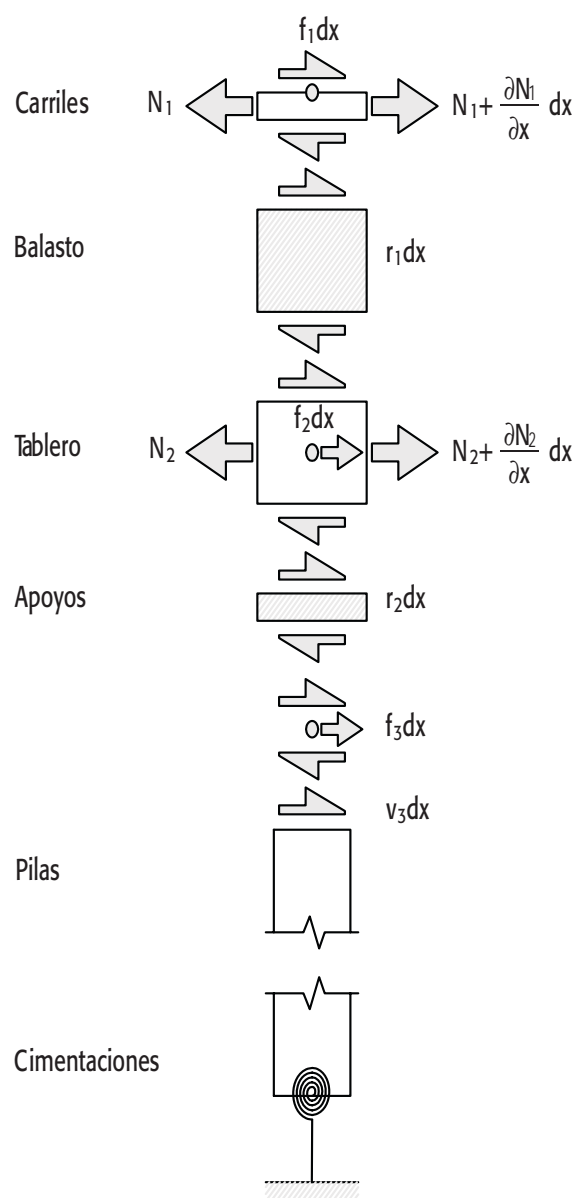 f₁dx
Carriles N₁ N₁+ ∂N₁/∂x dx
Balasto r₁dx
f₂dx
Tablero N₂ N₂+ ∂N₂/∂x dx
Apoyos r₂dx
f₃dx
v₃dx
Pilas
Cimentaciones